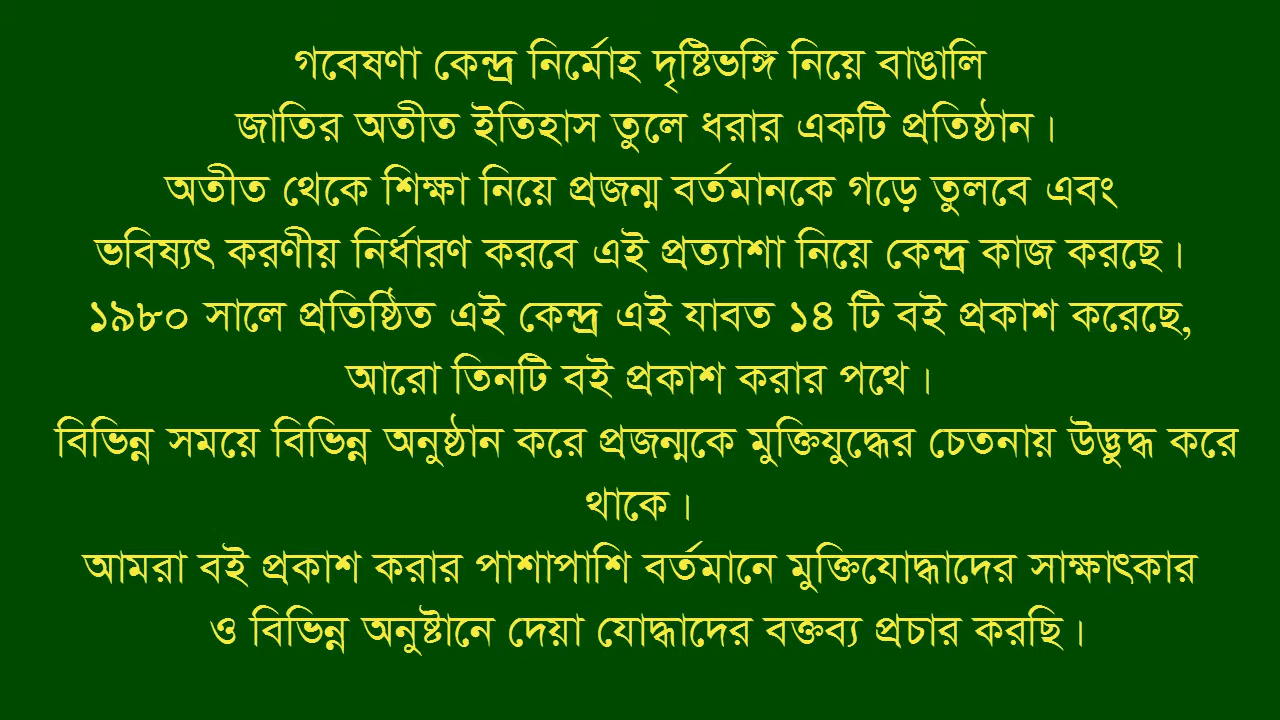 গবেষণা কেন্দ্র নির্মোহ দৃষ্টিভঙ্গি নিয়ে বাঙালি
জাতির অতীত ইতিহাস তুলে ধরার একটি প্রতিষ্ঠান।
অতীত থেকে শিক্ষা নিয়ে প্রজন্ম বর্তমানকে গড়ে তুলবে এবং
ভবিষ্যৎ করণীয় নির্ধারণ করবে এই প্রত্যাশা নিয়ে কেন্দ্র কাজ করছে।
১৯৮০ সালে প্রতিষ্ঠিত এই কেন্দ্র এই যাবত ১৪ টি বই প্রকাশ করেছে,
আরো তিনটি বই প্রকাশ করার পথে।
বিভিন্ন সময়ে বিভিন্ন অনুষ্ঠান করে প্রজন্মকে মুক্তিযুদ্ধের চেতনায় উদ্ভুদ্ধ করে
থাকে।
আমরা বই প্রকাশ করার পাশাপাশি বর্তমানে মুক্তিযোদ্ধাদের সাক্ষাৎকার
ও বিভিন্ন অনুষ্টানে দেয়া যোদ্ধাদের বক্তব্য প্রচার করছি।